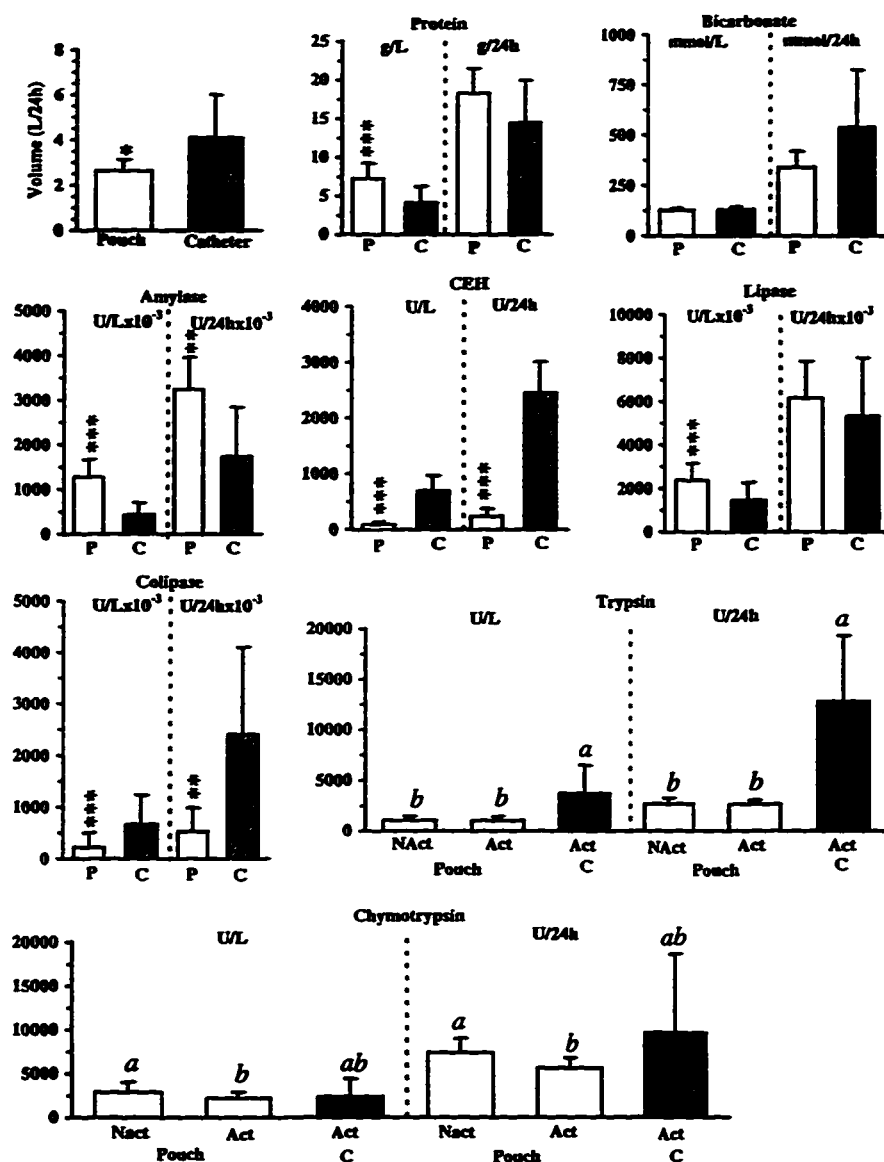 Volume (L/24h)
8
6
4
2
0
*
Pouch Catheter
Protein
g/L g/24h
25
20
15
10
5
0
***
P C P C
Bicarbonate
mmol/L mmol/24h
1000
750
500
250
0
P C P C
Amylase
U/Lx10⁻³ U/24hx10⁻³
5000
4000
3000
2000
1000
0
*** **
P C P C
CEH
U/L U/24h
4000
3000
2000
1000
0
*** ***
P C P C
Lipase
U/Lx10⁻³ U/24hx10⁻³
10000
8000
6000
4000
2000
0
***
P C P C
Colipase
U/Lx10⁻³ U/24hx10⁻³
5000
4000
3000
2000
1000
0
*** **
P C P C
Trypsin
U/L U/24h
20000
15000
10000
5000
0
b b a b b a
NAct Act Act NAct Act Act
Pouch C Pouch C
Chymotrypsin
U/L U/24h
20000
15000
10000
5000
0
a b ab a b ab
Nact Act Act Nact Act Act
Pouch C Pouch C